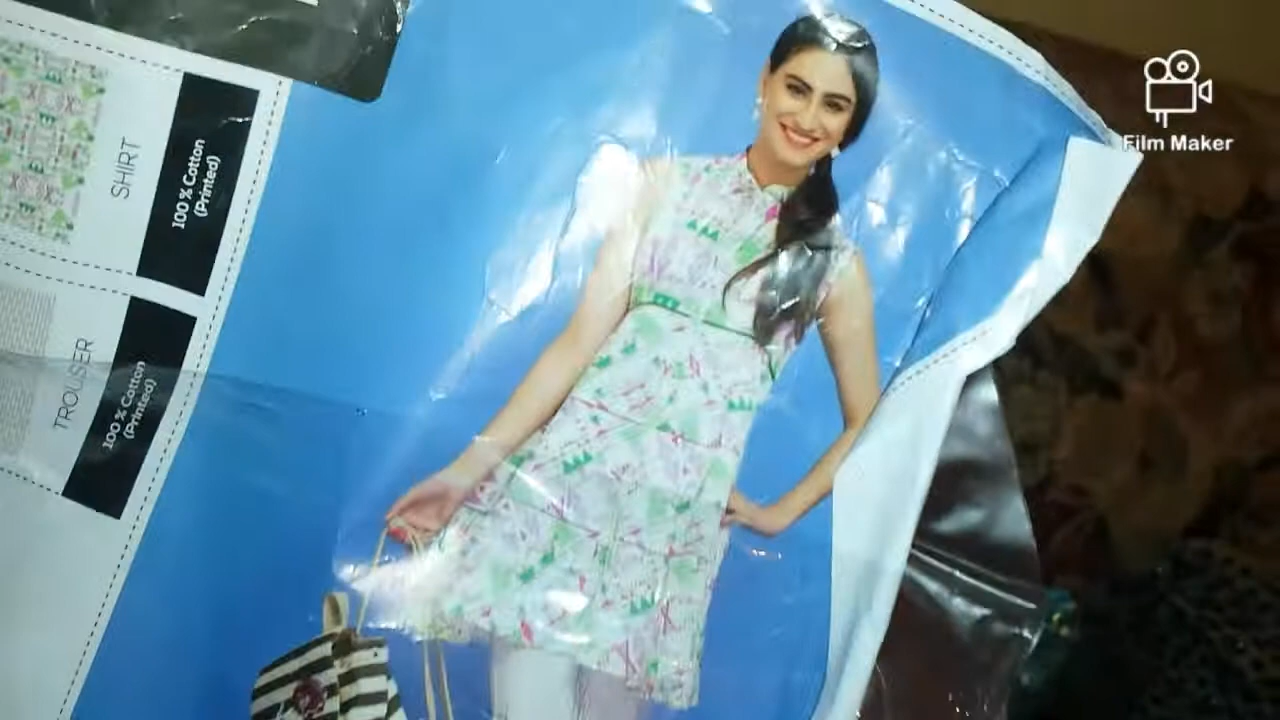 SHIRT
100 % Cotton
(Printed)
TROUSER
100 % Cotton
(Printed)
Film Maker